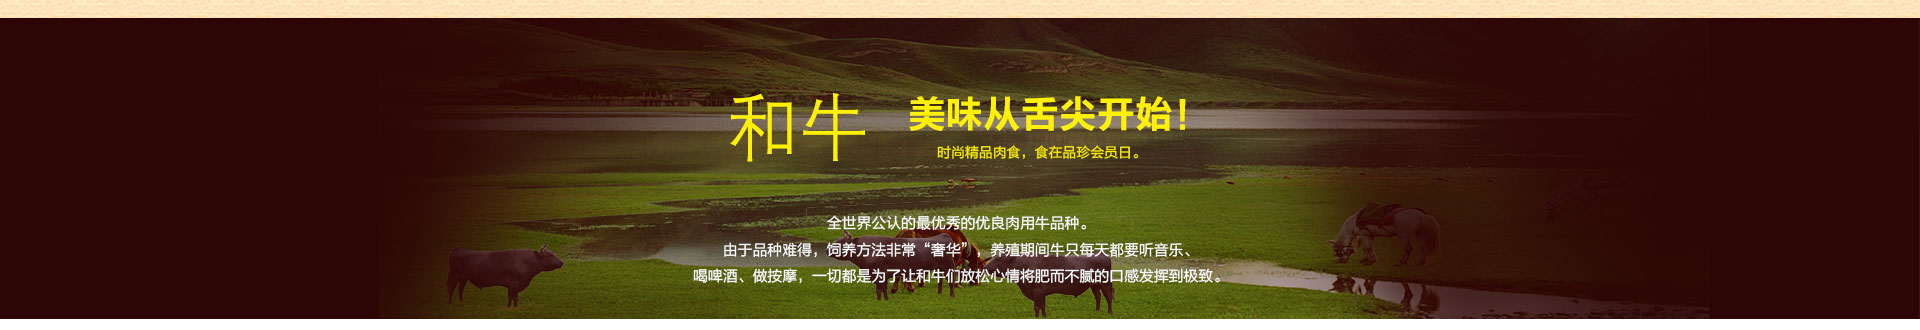 和牛
美味从舌尖开始！
时尚精品肉食，食在品珍会员日。
全世界公认的最优秀的优良肉用牛品种。
由于品种难得，饲养方法非常“奢华”，养殖期间牛只每天都要听音乐、
喝啤酒、做按摩，一切都是为了让和牛们放松心情将肥而不腻的口感发挥到极致。